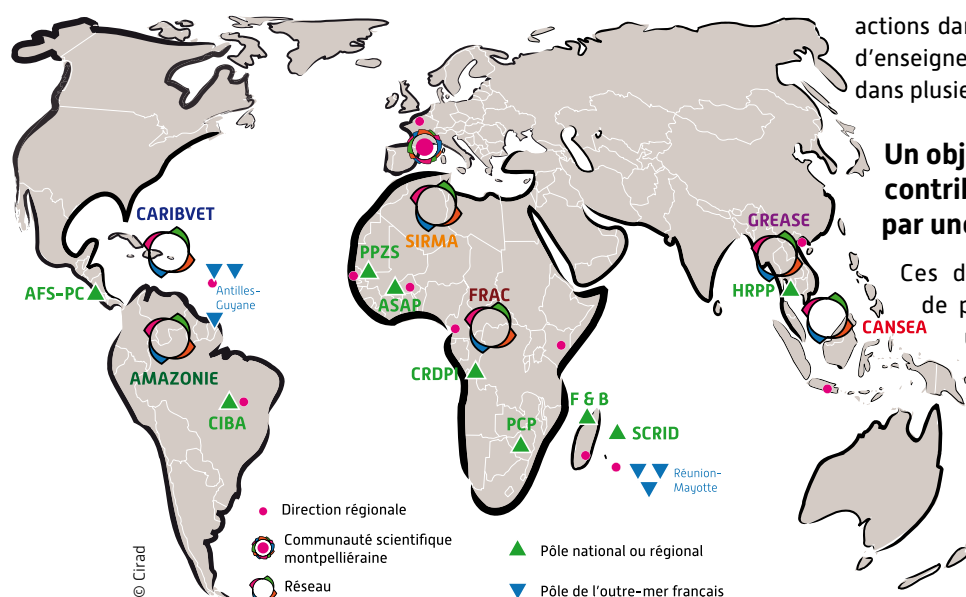 actions dan
d'enseigne
dans plusie
Un obj
contrib
par une
Ces d
de p
CARIBVET
Antilles-
Guyane
AFS-PC
AMAZONIE
CIBA
SIRMA
PPZS
ASAP
FRAC
CRDPI
PCP
F & B
SCRID
Réunion-
Mayotte
GREASE
HRPP
CANSEA
Direction régionale
Communauté scientifique
montpelliéraine
Réseau
Pôle national ou régional
Pôle de l'outre-mer français
© Cirad